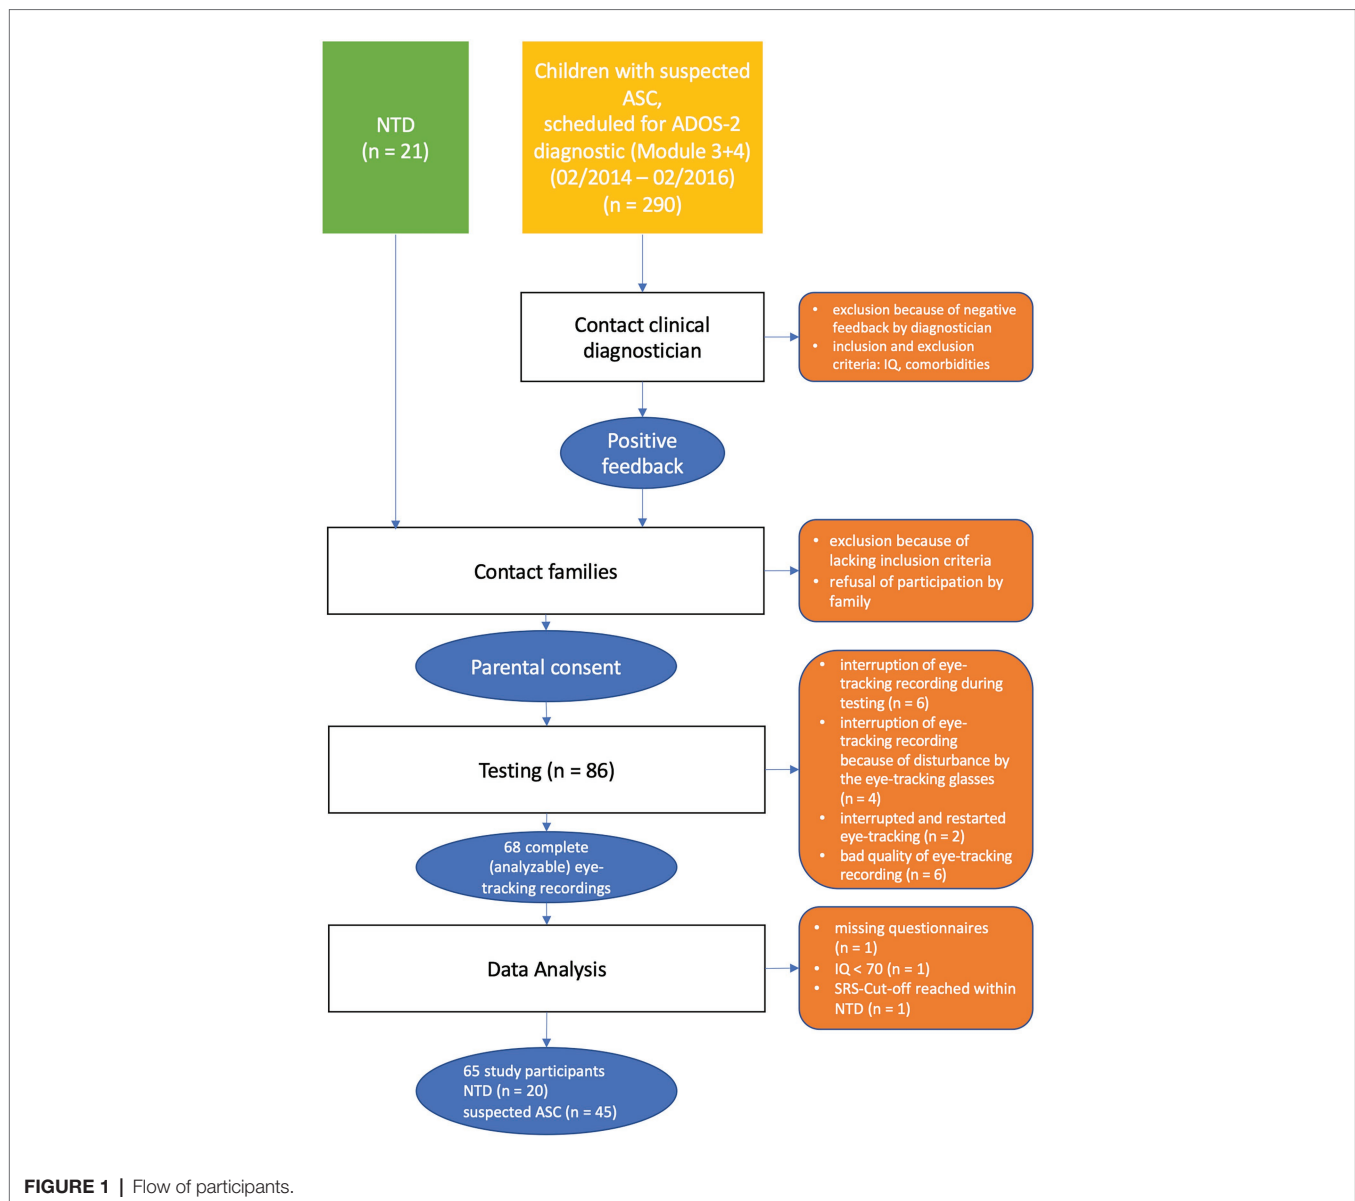 NTD
(n = 21)
Children with suspected
ASC,
scheduled for ADOS-2
diagnostic (Module 3+4)
(02/2014 – 02/2016)
(n = 290)
Contact clinical
diagnostician
• exclusion because of negative
feedback by diagnostician
• inclusion and exclusion
criteria: IQ, comorbidities
Positive
feedback
Contact families
• exclusion because of
lacking inclusion criteria
• refusal of participation by
family
Parental consent
Testing (n = 86)
• interruption of eye-
tracking recording during
testing (n = 6)
• interruption of eye-
tracking recording
because of disturbance by
the eye-tracking glasses
(n = 4)
• interrupted and restarted
eye-tracking (n = 2)
• bad quality of eye-tracking
recording (n = 6)
68 complete
(analyzable) eye-
tracking recordings
Data Analysis
• missing questionnaires
(n = 1)
• IQ < 70 (n = 1)
• SRS-Cut-off reached within
NTD (n = 1)
65 study participants
NTD (n = 20)
suspected ASC (n = 45)
FIGURE 1 | Flow of participants.